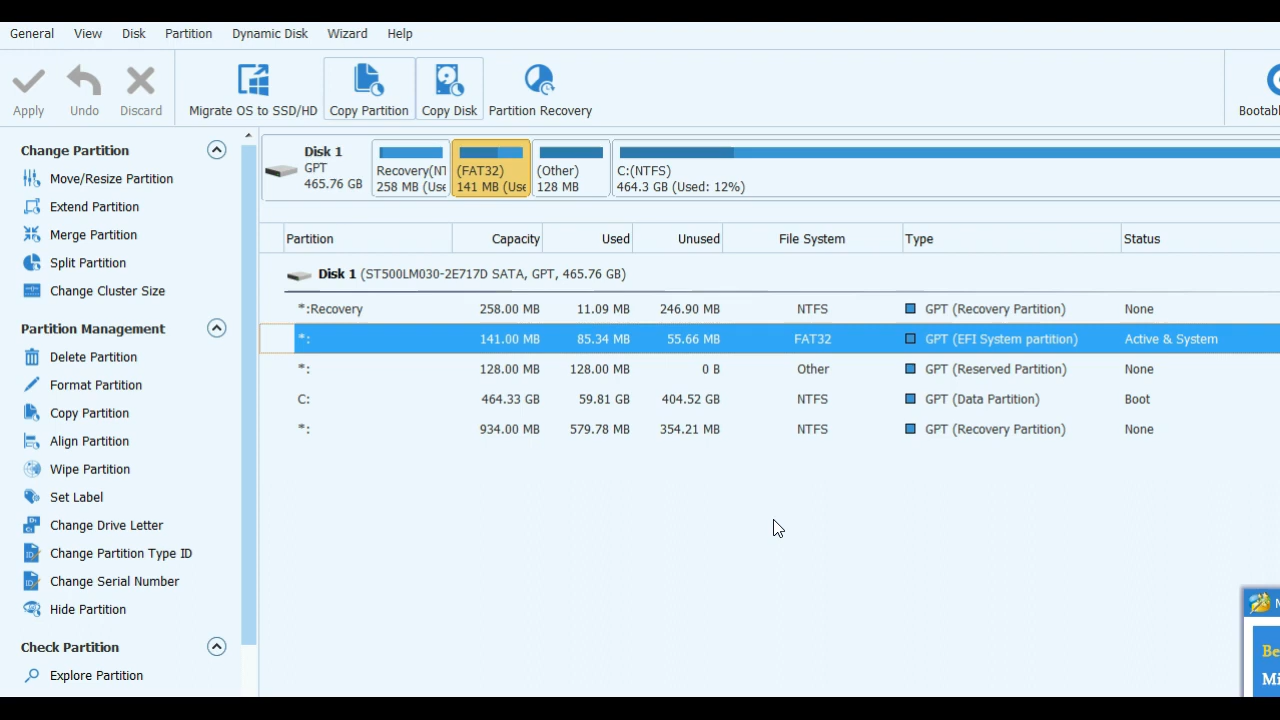 General View Disk Partition Dynamic Disk Wizard Help
Apply Undo Discard Migrate OS to SSD/HD Copy Partition Copy Disk Partition Recovery
Change Partition
Move/Resize Partition
Extend Partition
Merge Partition
Split Partition
Change Cluster Size
Partition Management
Delete Partition
Format Partition
Copy Partition
Align Partition
Wipe Partition
Set Label
Change Drive Letter
Change Partition Type ID
Change Serial Number
Hide Partition
Check Partition
Explore Partition
Disk 1
GPT
465.76 GB
Recovery(NT
258 MB (Use
(FAT32)
141 MB (Use
(Other)
128 MB
C:(NTFS)
464.3 GB (Used: 12%)
Partition Capacity Used Unused File System Type Status
Disk 1 (ST500LM030-2E717D SATA, GPT, 465.76 GB)
*:Recovery 258.00 MB 11.09 MB 246.90 MB NTFS GPT (Recovery Partition) None
*: 141.00 MB 85.34 MB 55.66 MB FAT32 GPT (EFI System partition) Active & System
*: 128.00 MB 128.00 MB 0 B Other GPT (Reserved Partition) None
C: 464.33 GB 59.81 GB 404.52 GB NTFS GPT (Data Partition) Boot
*: 934.00 MB 579.78 MB 354.21 MB NTFS GPT (Recovery Partition) None